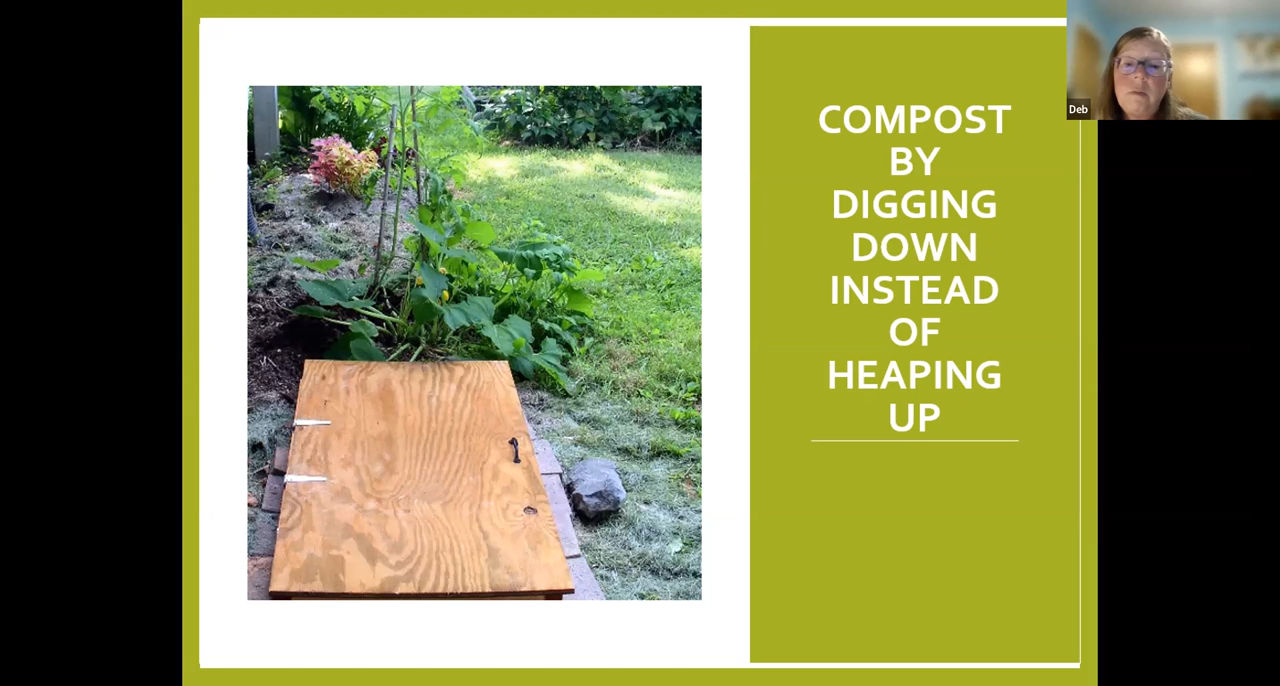 COMPOST
BY
DIGGING
DOWN
INSTEAD
OF
HEAPING
UP
Deb